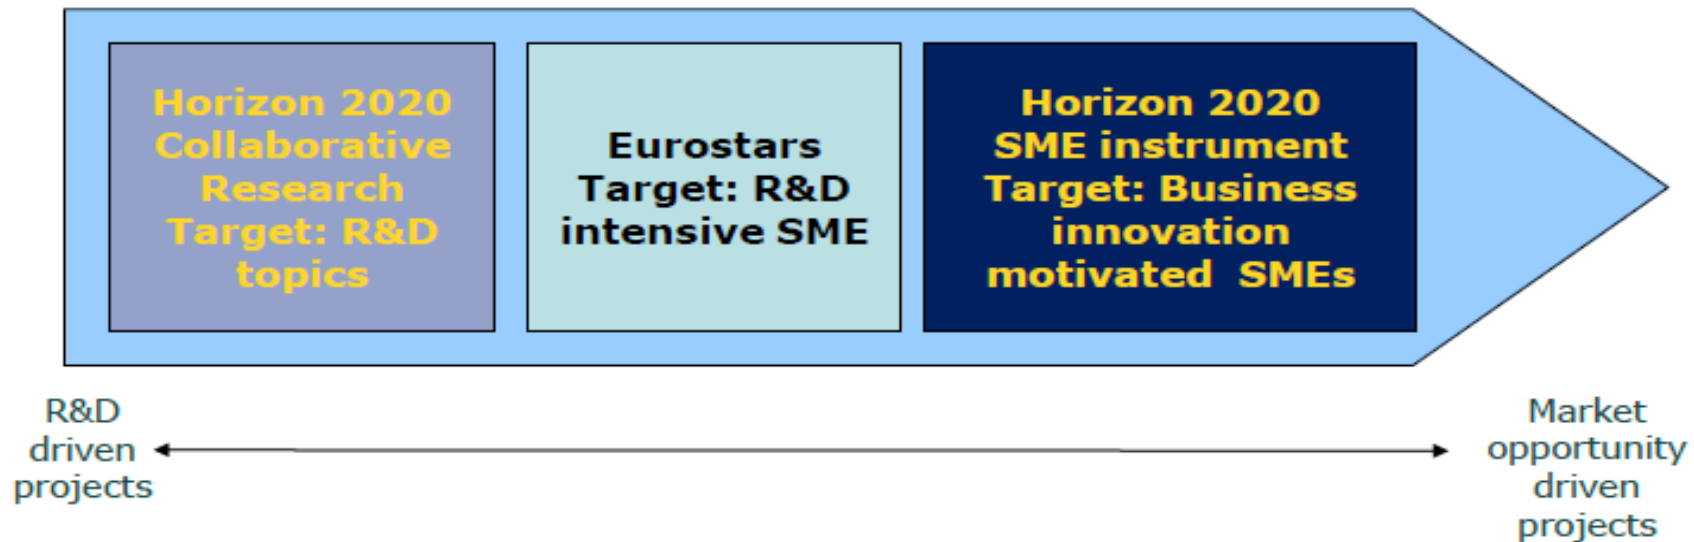 Horizon 2020
Collaborative
Research
Target: R&D
topics
Eurostars
Target: R&D
intensive SME
Horizon 2020
SME instrument
Target: Business
innovation
motivated  SMEs
R&D
driven
projects
Market
opportunity
driven
projects